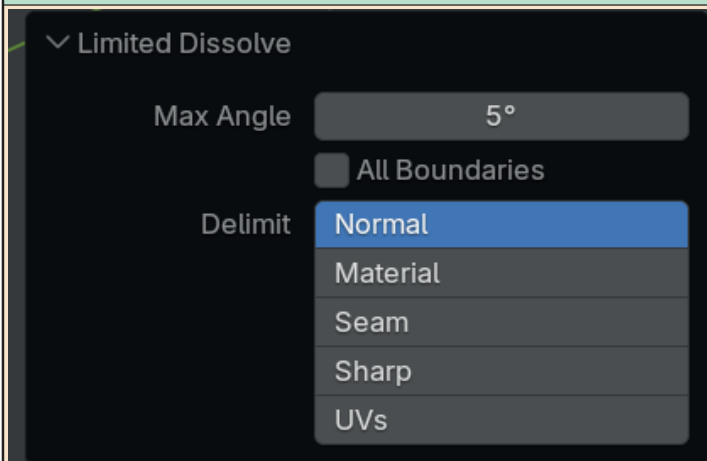 Limited Dissolve
Max Angle 5°
All Boundaries
Delimit Normal
Material
Seam
Sharp
UVs